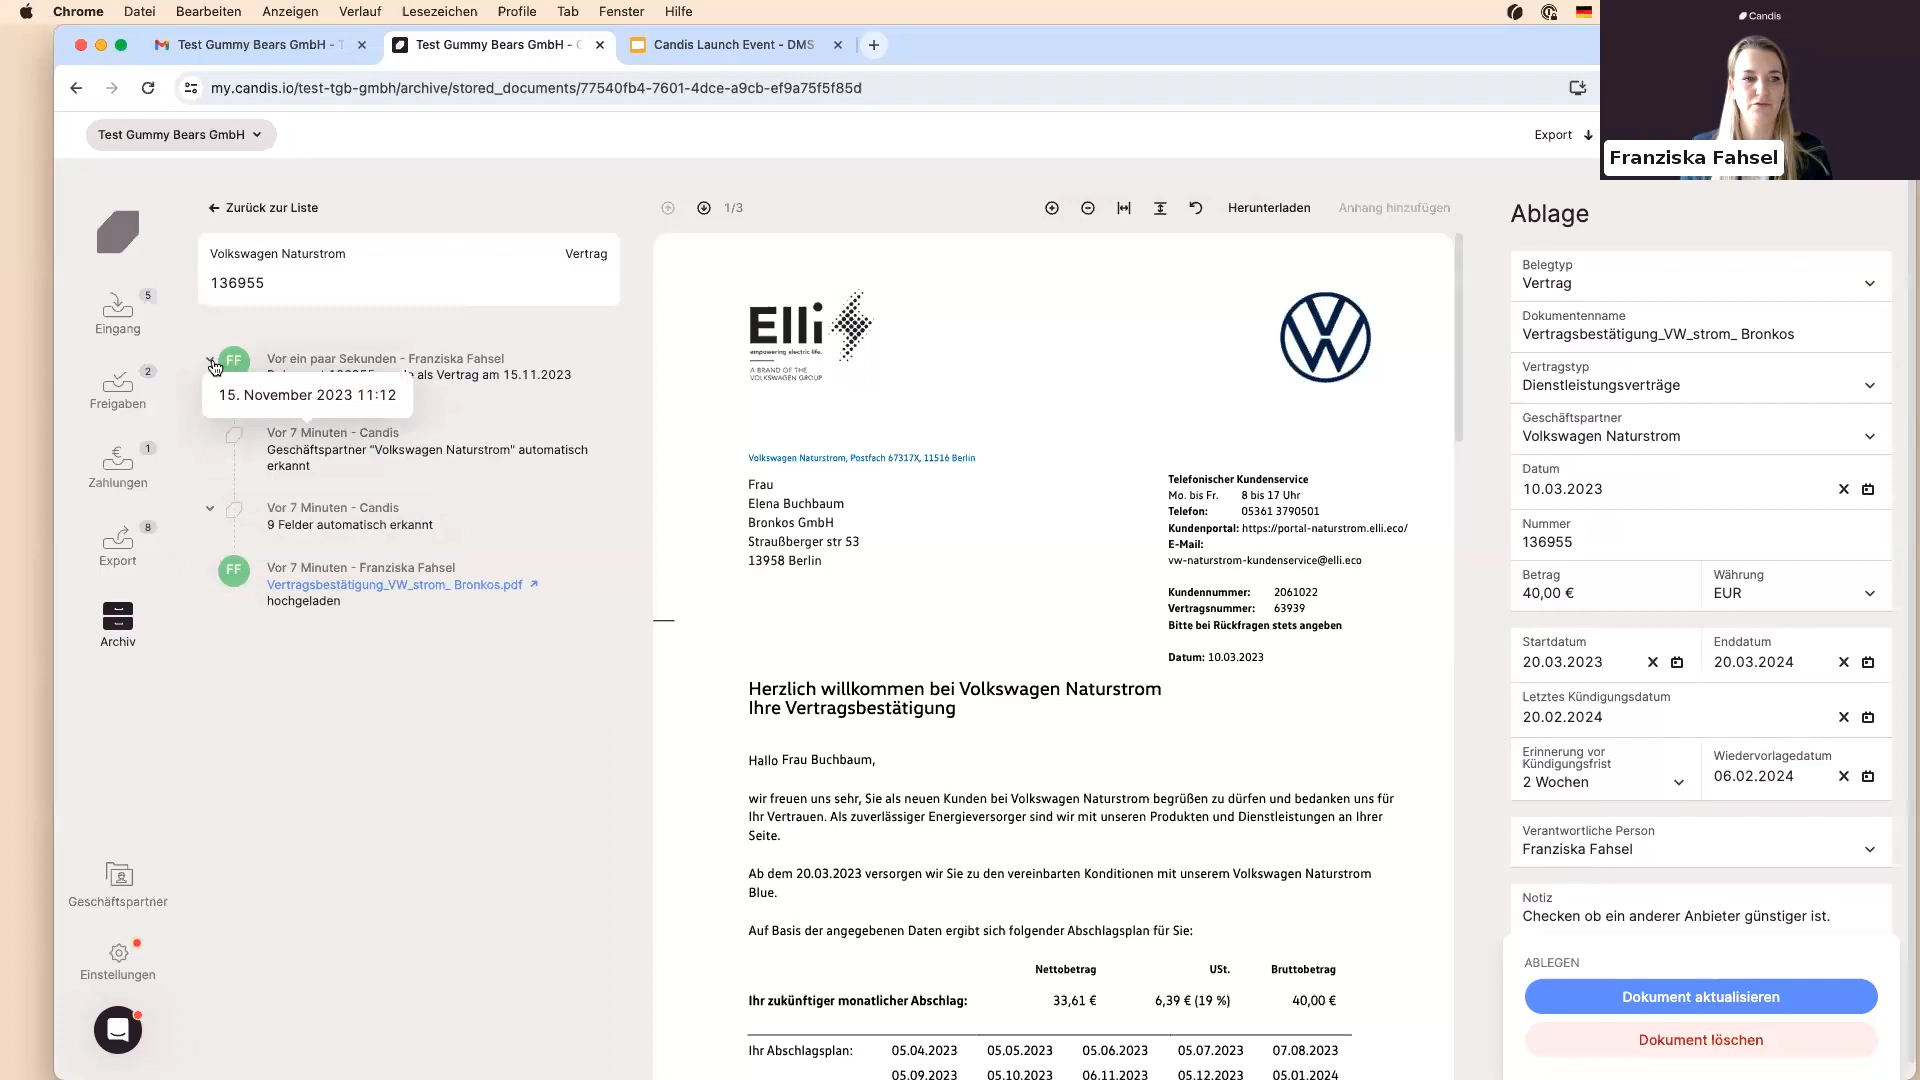 Chrome Datei Bearbeiten Anzeigen Verlauf Lesezeichen Profile Tab Fenster Hilfe
Candis
Test Gummy Bears GmbH -
Test Gummy Bears GmbH -
Candis Launch Event - DMS
my.candis.io/test-tgb-gmbh/archive/stored_documents/77540fb4-7601-4dce-a9cb-ef9a75f5f85d
Test Gummy Bears GmbH
Export
Franziska Fahsel
Eingang 5
Freigaben 2
Zahlungen 1
Export 8
Archiv
Geschäftspartner
Einstellungen
Zurück zur Liste
Volkswagen Naturstrom Vertrag
136955
FF
Vor ein paar Sekunden - Franziska Fahsel
als Vertrag am 15.11.2023
15. November 2023 11:12
Vor 7 Minuten - Candis
Geschäftspartner "Volkswagen Naturstrom" automatisch
erkannt
Vor 7 Minuten - Candis
9 Felder automatisch erkannt
FF
Vor 7 Minuten - Franziska Fahsel
Vertragsbestätigung_VW_strom_ Bronkos.pdf
hochgeladen
1/3
Herunterladen
Anhang hinzufügen
Elli
empowering electric life.
A BRAND OF THE
VOLKSWAGEN GROUP
Volkswagen Naturstrom, Postfach 67317X, 11516 Berlin
Frau
Elena Buchbaum
Bronkos GmbH
Straußberger str 53
13958 Berlin
Telefonischer Kundenservice
Mo. bis Fr. 8 bis 17 Uhr
Telefon: 05361 3790501
Kundenportal: https://portal-naturstrom.elli.eco/
E-Mail:
vw-naturstrom-kundenservice@elli.eco
Kundennummer: 2061022
Vertragsnummer: 63939
Bitte bei Rückfragen stets angeben
Datum: 10.03.2023
Herzlich willkommen bei Volkswagen Naturstrom
Ihre Vertragsbestätigung
Hallo Frau Buchbaum,
wir freuen uns sehr, Sie als neuen Kunden bei Volkswagen Naturstrom begrüßen zu dürfen und bedanken uns für
Ihr Vertrauen. Als zuverlässiger Energieversorger sind wir mit unseren Produkten und Dienstleistungen an Ihrer
Seite.
Ab dem 20.03.2023 versorgen wir Sie zu den vereinbarten Konditionen mit unserem Volkswagen Naturstrom
Blue.
Auf Basis der angegebenen Daten ergibt sich folgender Abschlagsplan für Sie:
Nettobetrag USt. Bruttobetrag
Ihr zukünftiger monatlicher Abschlag: 33,61 € 6,39 € (19 %) 40,00 €
Ihr Abschlagsplan: 05.04.2023 05.05.2023 05.06.2023 05.07.2023 07.08.2023
05.09.2023 05.10.2023 06.11.2023 05.12.2023 05.01.2024
Ablage
Belegtyp
Vertrag
Dokumentenname
Vertragsbestätigung_VW_strom_ Bronkos
Vertragstyp
Dienstleistungsverträge
Geschäftspartner
Volkswagen Naturstrom
Datum
10.03.2023
Nummer
136955
Betrag Währung
40,00 € EUR
Startdatum Enddatum
20.03.2023 20.03.2024
Letztes Kündigungsdatum
20.02.2024
Erinnerung vor
Kündigungsfrist
2 Wochen
Wiedervorlagedatum
06.02.2024
Verantwortliche Person
Franziska Fahsel
Notiz
Checken ob ein anderer Anbieter günstiger ist.
ABLEGEN
Dokument aktualisieren
Dokument löschen